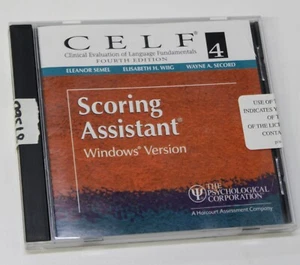 CELF® 4
Clinical Evaluation of Language Fundamentals
FOURTH EDITION
ELEANOR SEMEL ELISABETH H. WIIG WAYNE A. SECORD
Scoring
Assistant®
Windows® Version
USE OF
INDICATES Y
OF T
OF THE LIC
CONTA
THE
PSYCHOLOGICAL
CORPORATION®
A Harcourt Assessment Company